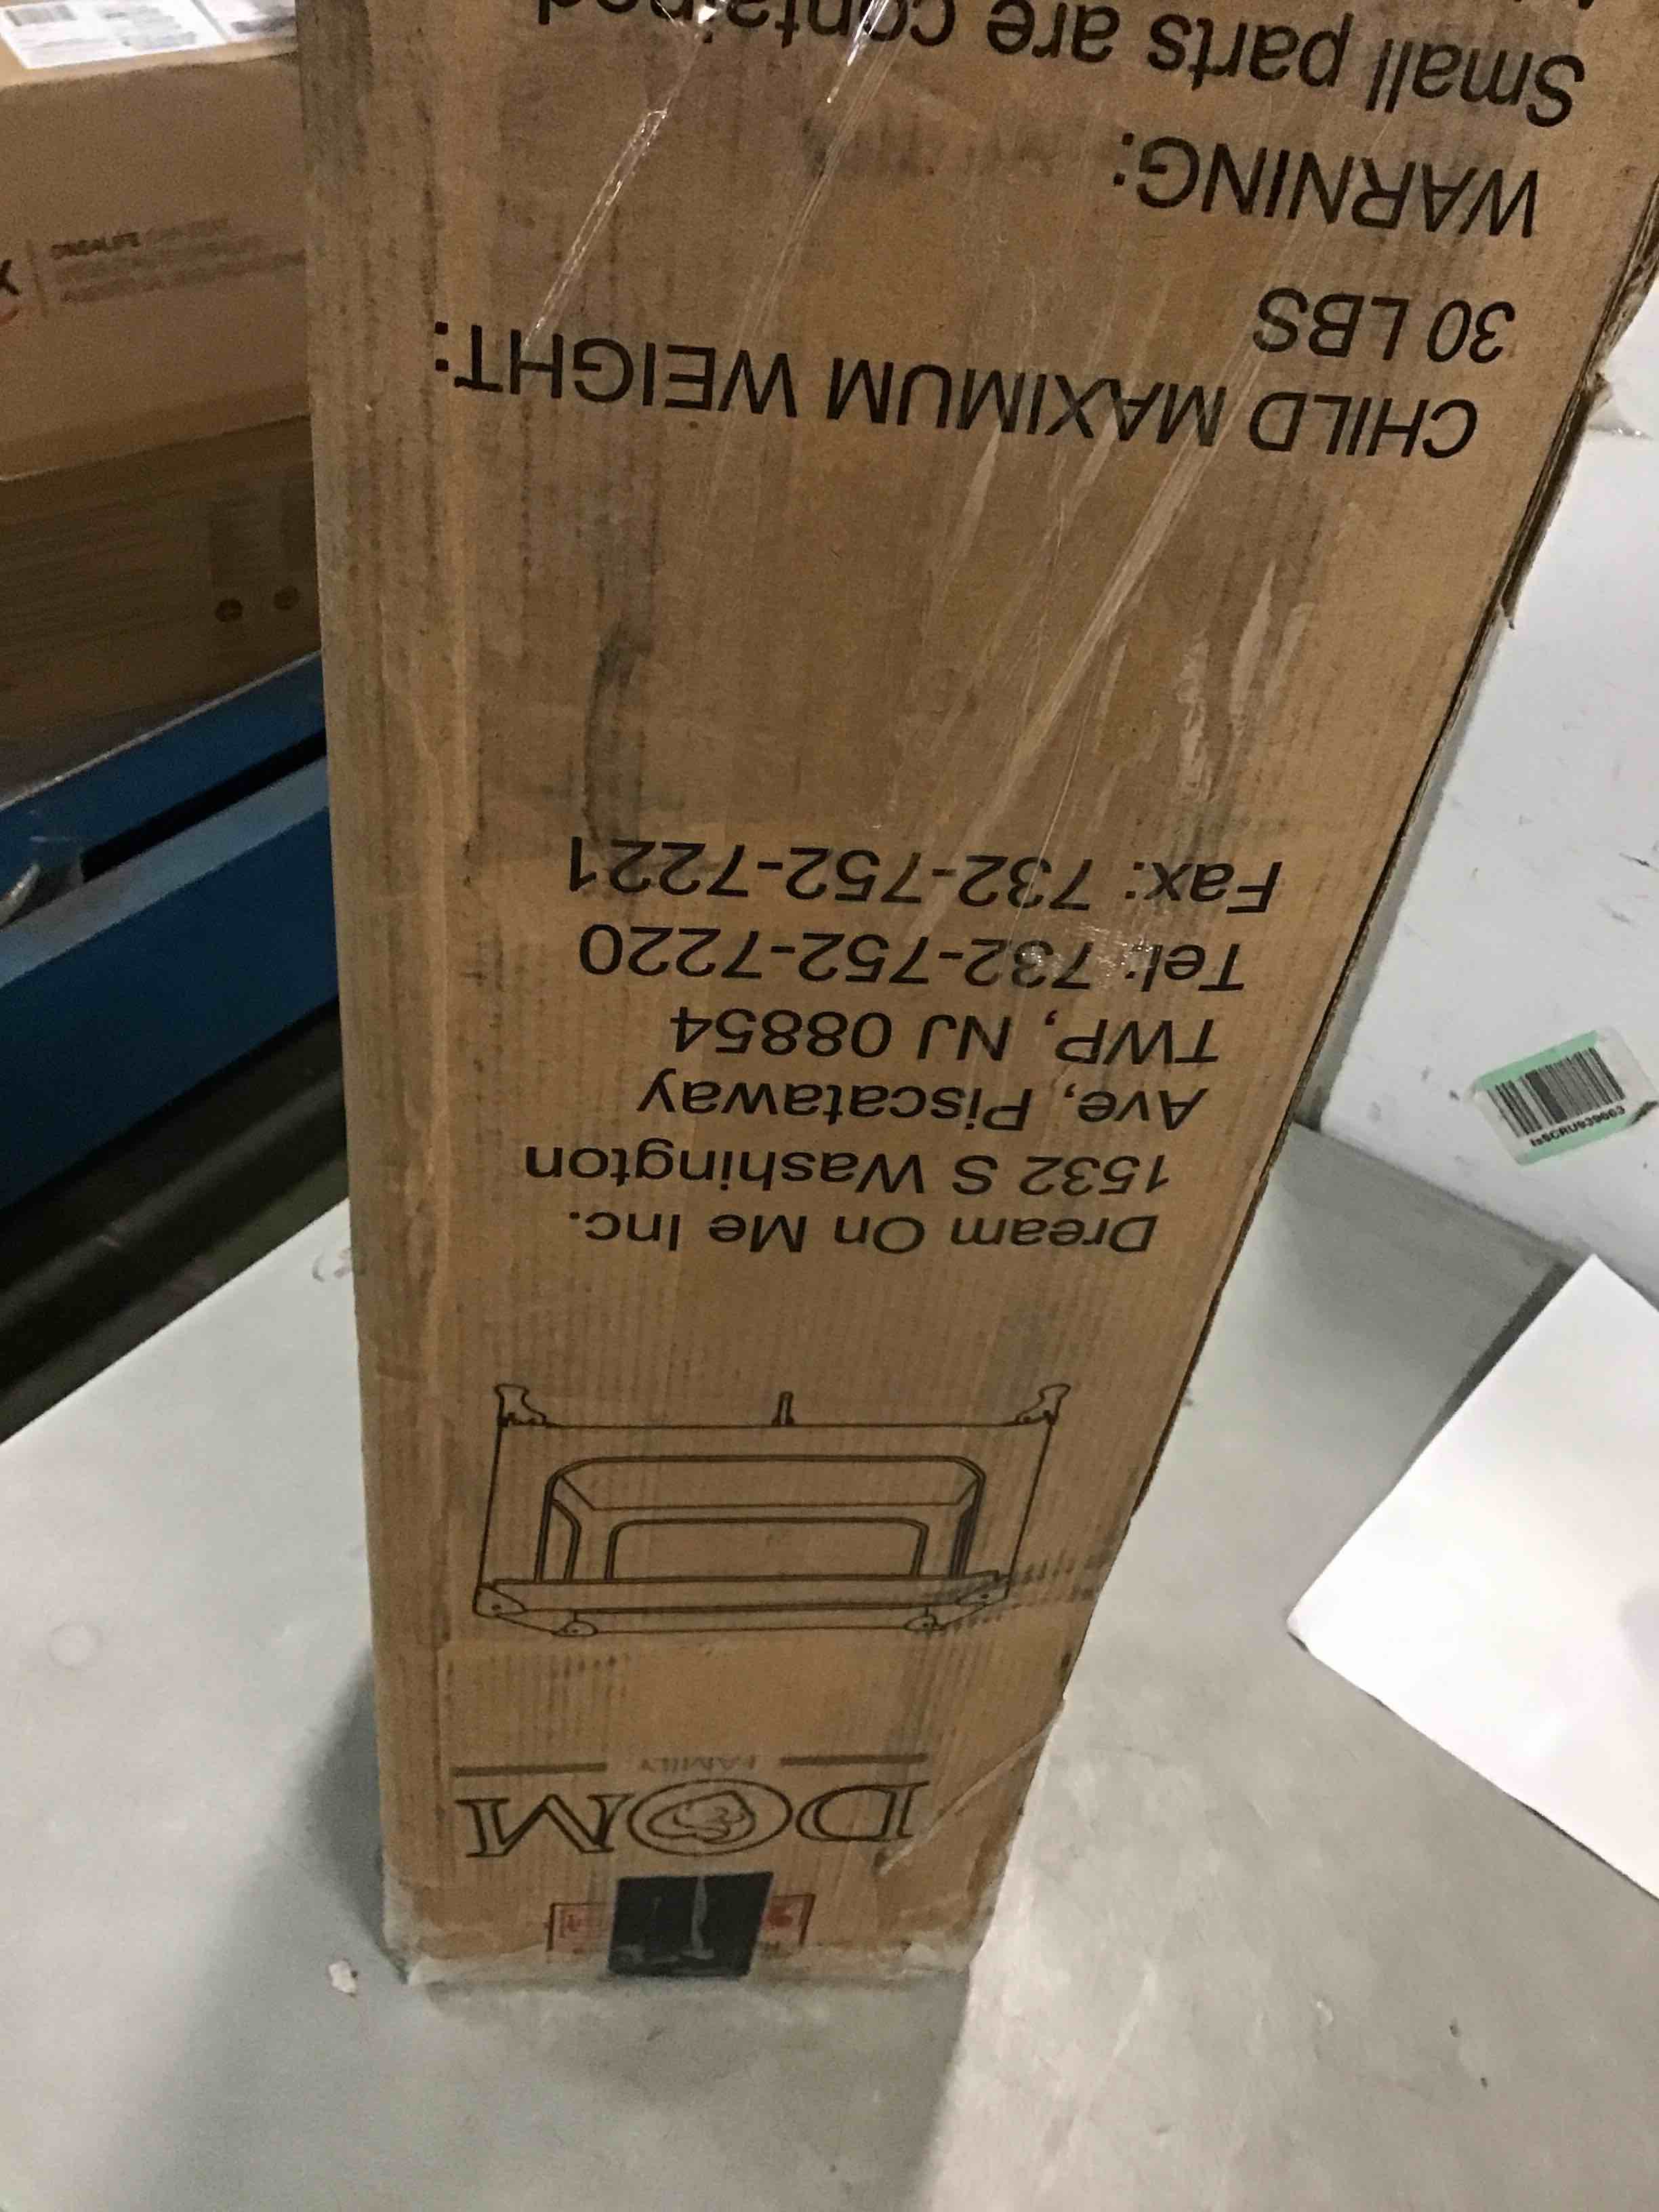 DOM
FAMILY
Dream On Me Inc.
1532 S Washington
Ave, Piscataway
TWP, NJ 08854
Tel: 732-752-7220
Fax: 732-752-7221
CHILD MAXIMUM WEIGHT:
30 LBS
WARNING:
Small parts are contained